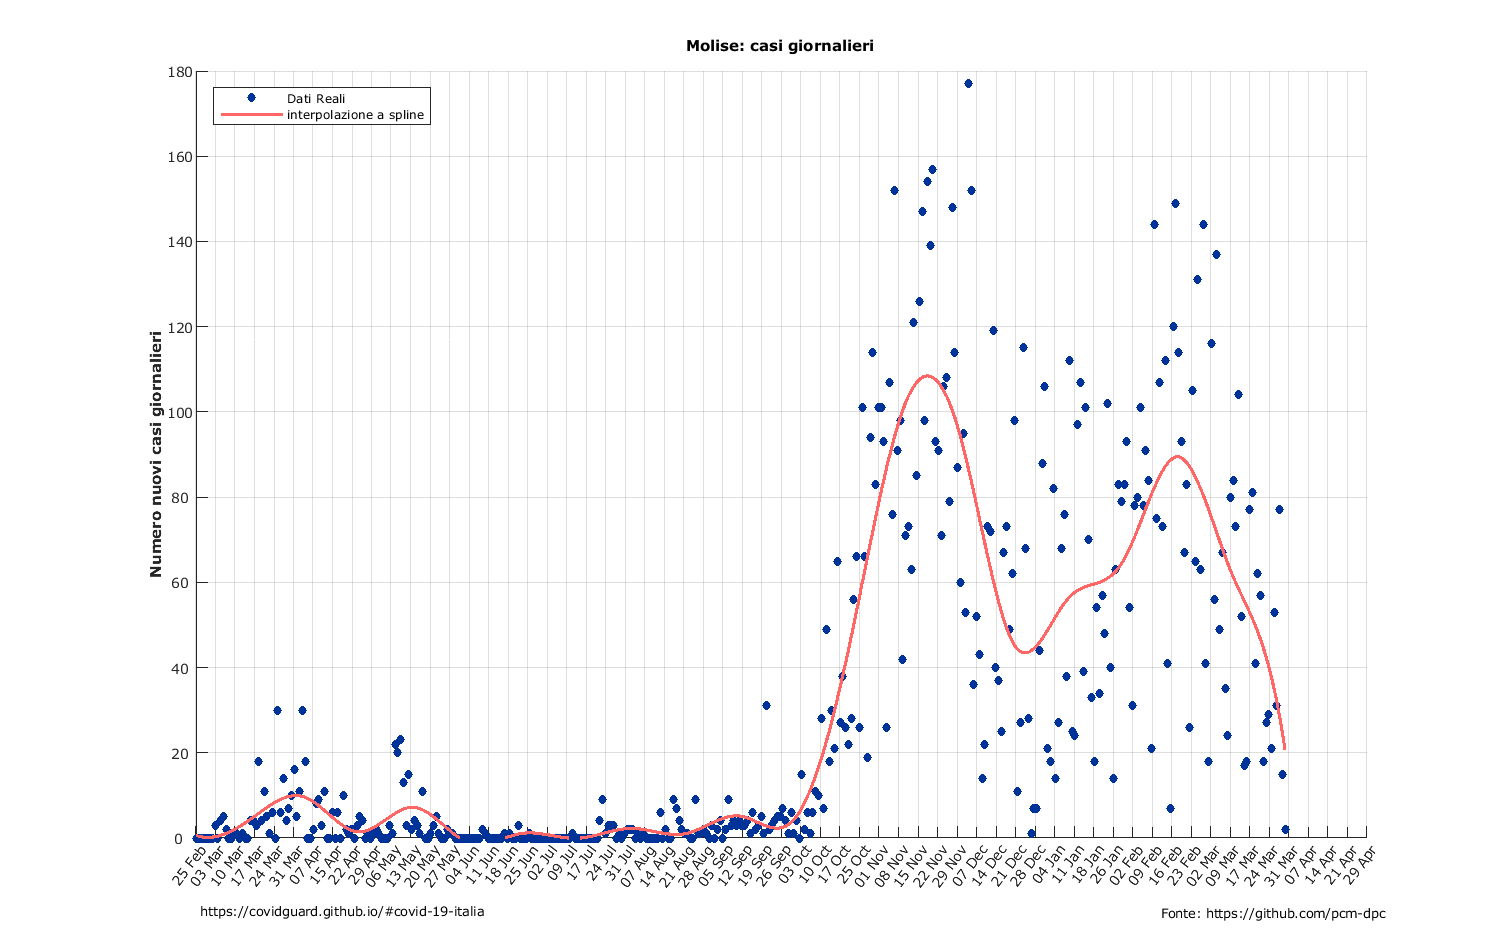 Molise: casi giornalieri
Dati Reali
interpolazione a spline
Numero nuovi casi giornalieri
180
160
140
120
100
80
60
40
20
0
25 Feb
03 Mar
10 Mar
17 Mar
24 Mar
31 Mar
07 Apr
15 Apr
22 Apr
29 Apr
06 May
13 May
20 May
27 May
04 Jun
11 Jun
18 Jun
25 Jun
02 Jul
09 Jul
17 Jul
24 Jul
31 Jul
07 Aug
14 Aug
21 Aug
28 Aug
05 Sep
12 Sep
19 Sep
26 Sep
03 Oct
10 Oct
17 Oct
25 Oct
01 Nov
08 Nov
15 Nov
22 Nov
29 Nov
07 Dec
14 Dec
21 Dec
28 Dec
04 Jan
11 Jan
18 Jan
26 Jan
02 Feb
09 Feb
16 Feb
23 Feb
02 Mar
09 Mar
17 Mar
24 Mar
31 Mar
07 Apr
14 Apr
21 Apr
29 Apr
https://covidguard.github.io/#covid-19-italia
Fonte: https://github.com/pcm-dpc